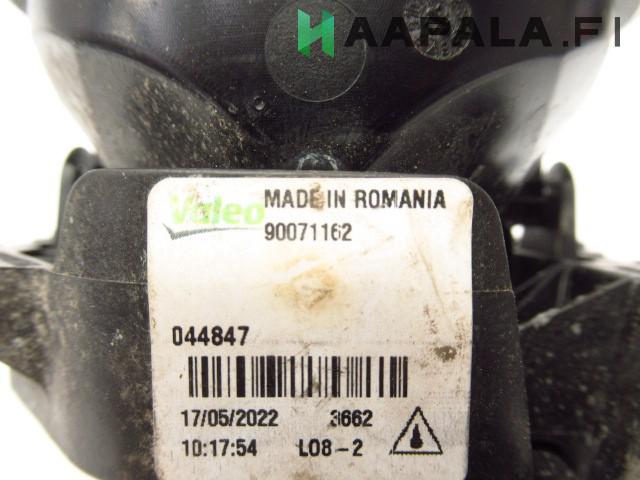 HAAPALA.FI
Valeo MADE IN ROMANIA
90071162
044847
17/05/2022 3662
10:17:54 L08-2